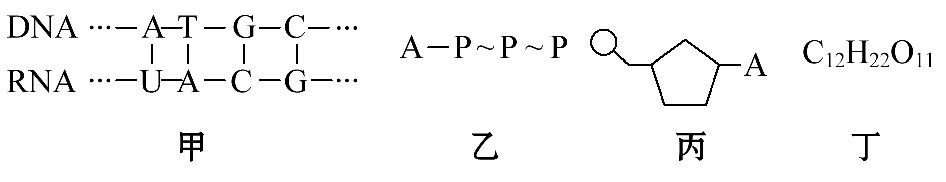 DNA ···—A—T—G—C—···
RNA ···—U—A—C—G—···
甲
A—P~P~P
乙
A
丙
C₁₂H₂₂O₁₁
丁